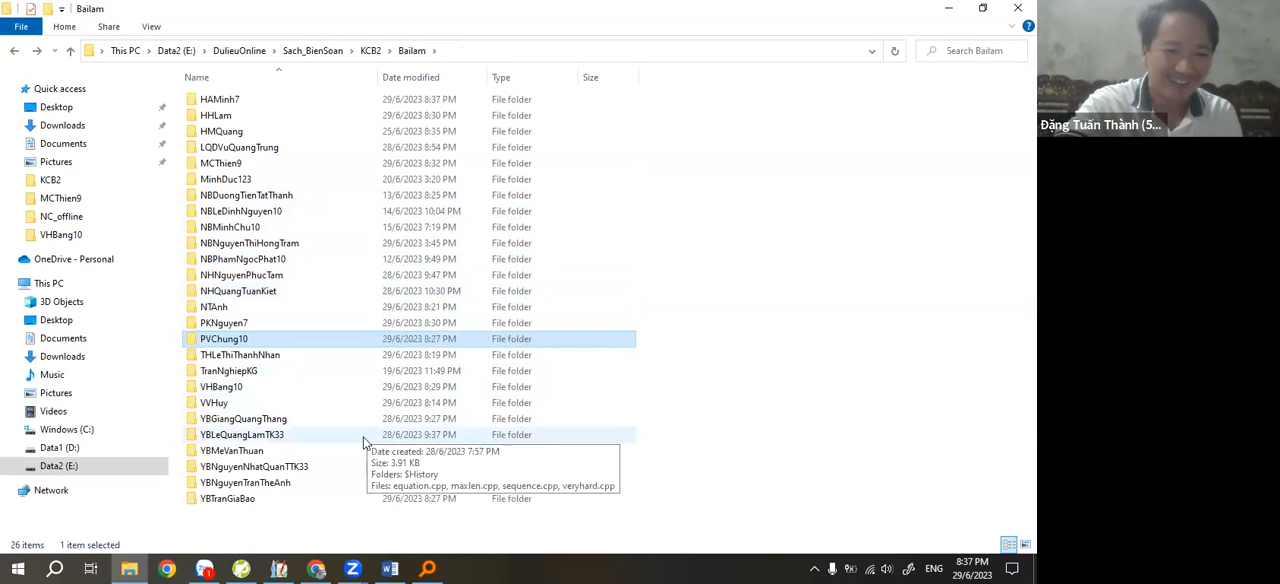 Bailam
File Home Share View
This PC > Data2 (E:) > DulieuOnline > Sach_BienSoan > KCB2 > Bailam >
Search Bailam
Name Date modified Type Size
Quick access
Desktop
Downloads
Documents
Pictures
KCB2
MCThien9
NC_offline
VHBang10
OneDrive - Personal
This PC
3D Objects
Desktop
Documents
Downloads
Music
Pictures
Videos
Windows (C:)
Data1 (D:)
Data2 (E:)
Network
HAMinh7 29/6/2023 8:37 PM File folder
HHLam 29/6/2023 8:30 PM File folder
HMQuang 25/6/2023 8:35 PM File folder
LQDVuQuangTrung 28/6/2023 8:54 PM File folder
MCThien9 29/6/2023 8:32 PM File folder
MinhDuc123 20/6/2023 3:20 PM File folder
NBDuongTienTatThanh 13/6/2023 8:25 PM File folder
NBLeDinhNguyen10 14/6/2023 10:04 PM File folder
NBMinhChu10 15/6/2023 7:19 PM File folder
NBNguyenThiHongTram 29/6/2023 3:45 PM File folder
NBPhamNgocPhat10 12/6/2023 9:49 PM File folder
NHNguyenPhucTam 28/6/2023 9:47 PM File folder
NHQuangTuanKiet 28/6/2023 10:30 PM File folder
NTAnh 29/6/2023 8:21 PM File folder
PKNguyen7 29/6/2023 8:30 PM File folder
PVChung10 29/6/2023 8:27 PM File folder
THLeThiThanhNhan 29/6/2023 8:19 PM File folder
TranNghiepKG 19/6/2023 11:49 PM File folder
VHBang10 29/6/2023 8:29 PM File folder
VVHuy 29/6/2023 8:14 PM File folder
YBGiangQuangThang 28/6/2023 9:27 PM File folder
YBLeQuangLamTK33 28/6/2023 9:37 PM File folder
YBMeVanThuan
YBNguyenNhatQuanTTK33
YBNguyenTranTheAnh
YBTranGiaBao 29/6/2023 8:27 PM File folder
Date created: 28/6/2023 7:57 PM
Size: 3.91 KB
Folders: $History
Files: equation.cpp, maxlen.cpp, sequence.cpp, veryhard.cpp
26 items 1 item selected
Đặng Tuấn Thành (5...
ENG
8:37 PM
29/6/2023